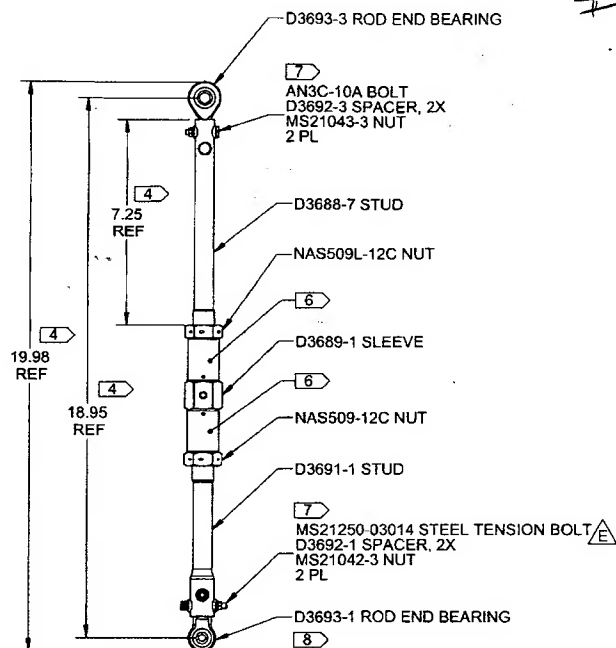 D3693-3 ROD END BEARING
7
AN3C-10A BOLT
D3692-3 SPACER, 2X
MS21043-3 NUT
2 PL
4
7.25
REF
D3688-7 STUD
NAS509L-12C NUT
6
4
19.98
REF
D3689-1 SLEEVE
4
18.95
REF
6
NAS509-12C NUT
D3691-1 STUD
7
MS21250-03014 STEEL TENSION BOLT E
D3692-1 SPACER, 2X
MS21042-3 NUT
2 PL
D3693-1 ROD END BEARING
8